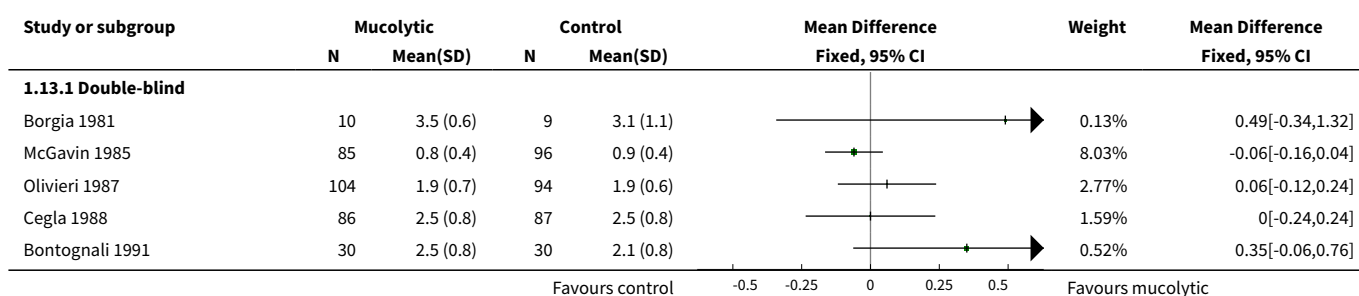 Study or subgroup Mucolytic Control Mean Difference Weight Mean Difference
N Mean(SD) N Mean(SD) Fixed, 95% CI Fixed, 95% CI
1.13.1 Double-blind
Borgia 1981 10 3.5 (0.6) 9 3.1 (1.1) 0.13% 0.49[-0.34,1.32]
McGavin 1985 85 0.8 (0.4) 96 0.9 (0.4) 8.03% -0.06[-0.16,0.04]
Olivieri 1987 104 1.9 (0.7) 94 1.9 (0.6) 2.77% 0.06[-0.12,0.24]
Cegla 1988 86 2.5 (0.8) 87 2.5 (0.8) 1.59% 0[-0.24,0.24]
Bontognali 1991 30 2.5 (0.8) 30 2.1 (0.8) 0.52% 0.35[-0.06,0.76]
Favours control -0.5 -0.25 0 0.25 0.5 Favours mucolytic